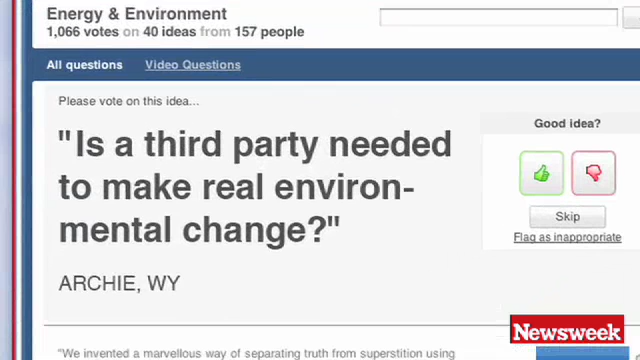 Energy & Environment
1,066 votes on 40 ideas from 157 people
All questions Video Questions
Please vote on this idea...
"Is a third party needed
to make real environ-
mental change?"
ARCHIE, WY
Good idea?
Skip
Flag as inappropriate
Newsweek
"We invented a marvellous way of separating truth from superstition using